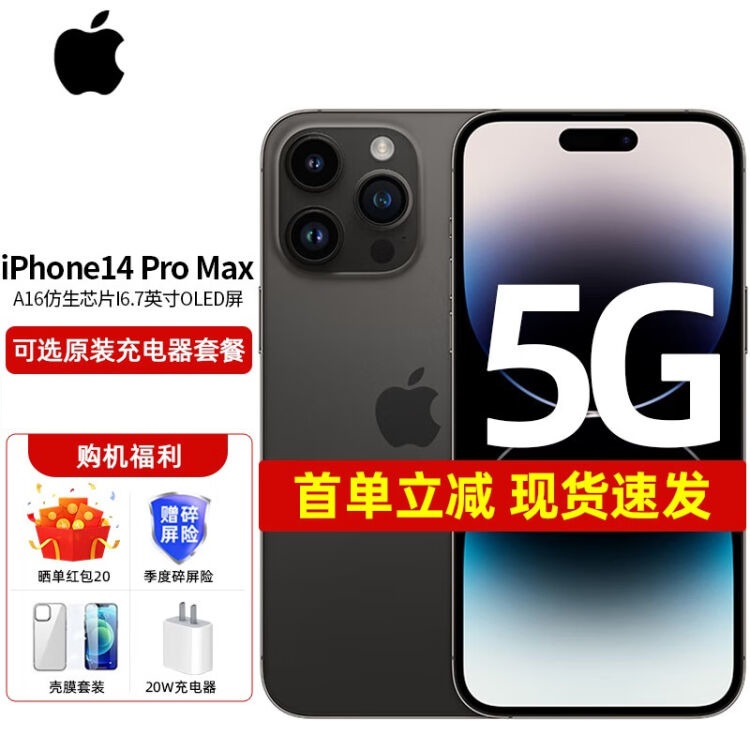 iPhone14 Pro Max
A16仿生芯片I6.7英寸OLED屏
可选原装充电器套餐
5G
首单立减 现货速发
购机福利
赠碎
屏险
晒单红包20
季度碎屏险
壳膜套装
20W充电器